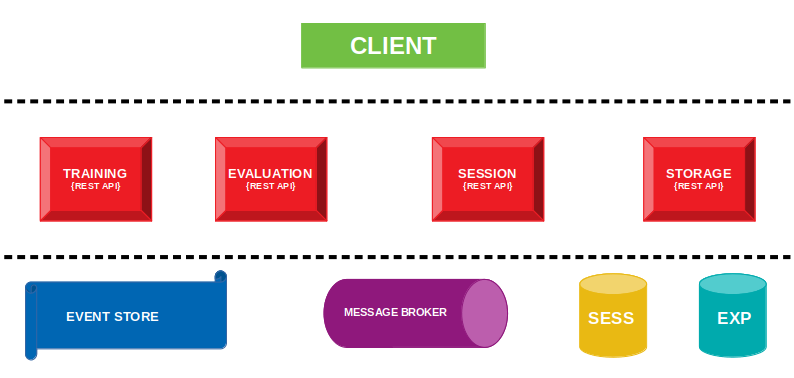 CLIENT
TRAINING
{REST API}
EVALUATION
{REST API}
SESSION
{REST API}
STORAGE
{REST API}
EVENT STORE
MESSAGE BROKER
SESS
EXP